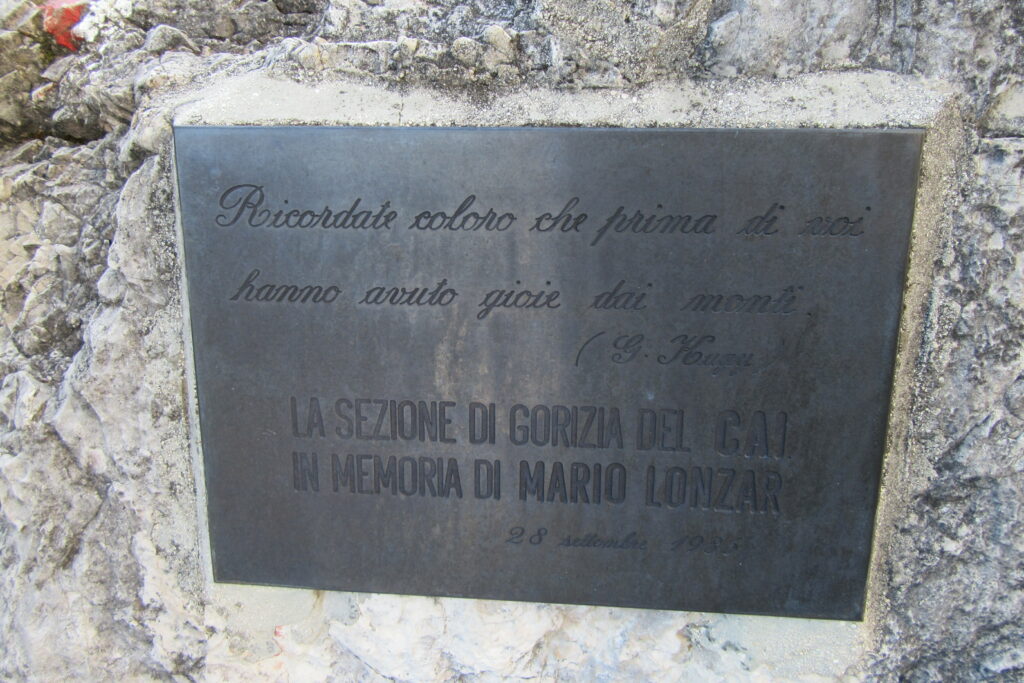 Ricordate coloro che prima di voi
hanno avuto gioie dai monti.
( G. Kugy
LA SEZIONE DI GORIZIA DEL C.A.I.
IN MEMORIA DI MARIO LONZAR
28 settembre